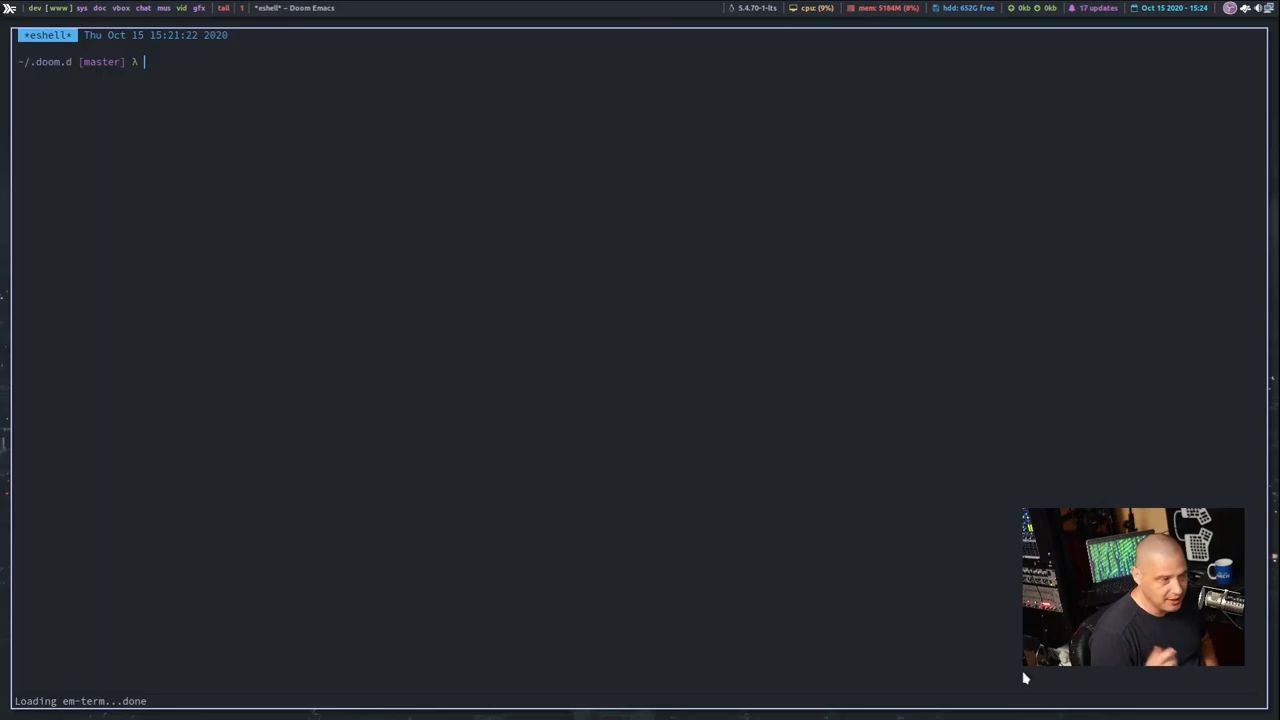 dev [ www ] sys doc vbox chat mus vid gfx | tall | 1 | *eshell* – Doom Emacs | 5.4.70-1-lts | cpu: (9%) | mem: 5184M (8%) | hdd: 652G free | 0kb 0kb | 17 updates | Oct 15 2020 - 15:24
*eshell* Thu Oct 15 15:21:22 2020
~/.doom.d [master] λ
Loading em-term...done